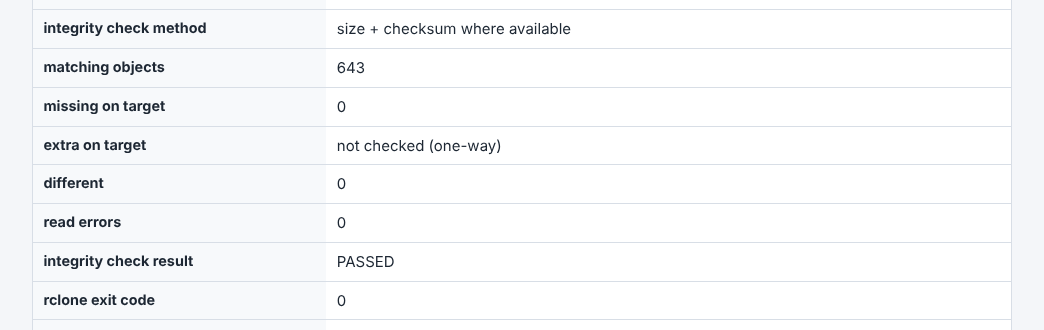 integrity check method size + checksum where available
matching objects 643
missing on target 0
extra on target not checked (one-way)
different 0
read errors 0
integrity check result PASSED
rclone exit code 0